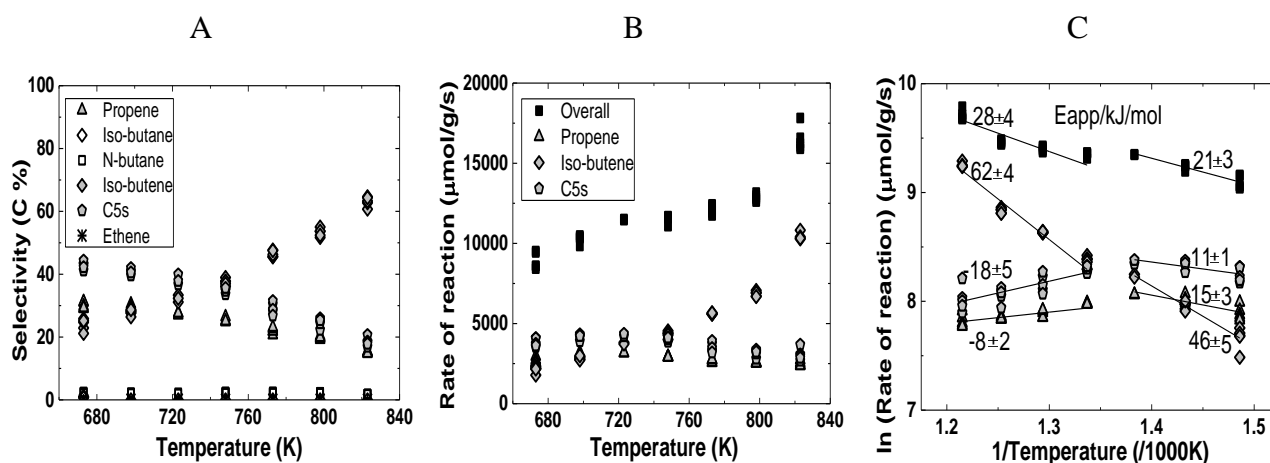 A
B
C
Selectivity (C %)
100
80
60
40
20
0
Propene
Iso-butane
N-butane
Iso-butene
C5s
Ethene
680
720
760
800
840
Temperature (K)
Rate of reaction (µmol/g/s)
20000
17500
15000
12500
10000
7500
5000
2500
0
Overall
Propene
Iso-butene
C5s
680
720
760
800
840
Temperature (K)
ln (Rate of reaction) (µmol/g/s)
10
9
8
7
Eapp/kJ/mol
28±4
62±4
21±3
-18±5
11±1
15±3
-8±2
46±5
1.2
1.3
1.4
1.5
1/Temperature (/1000K)